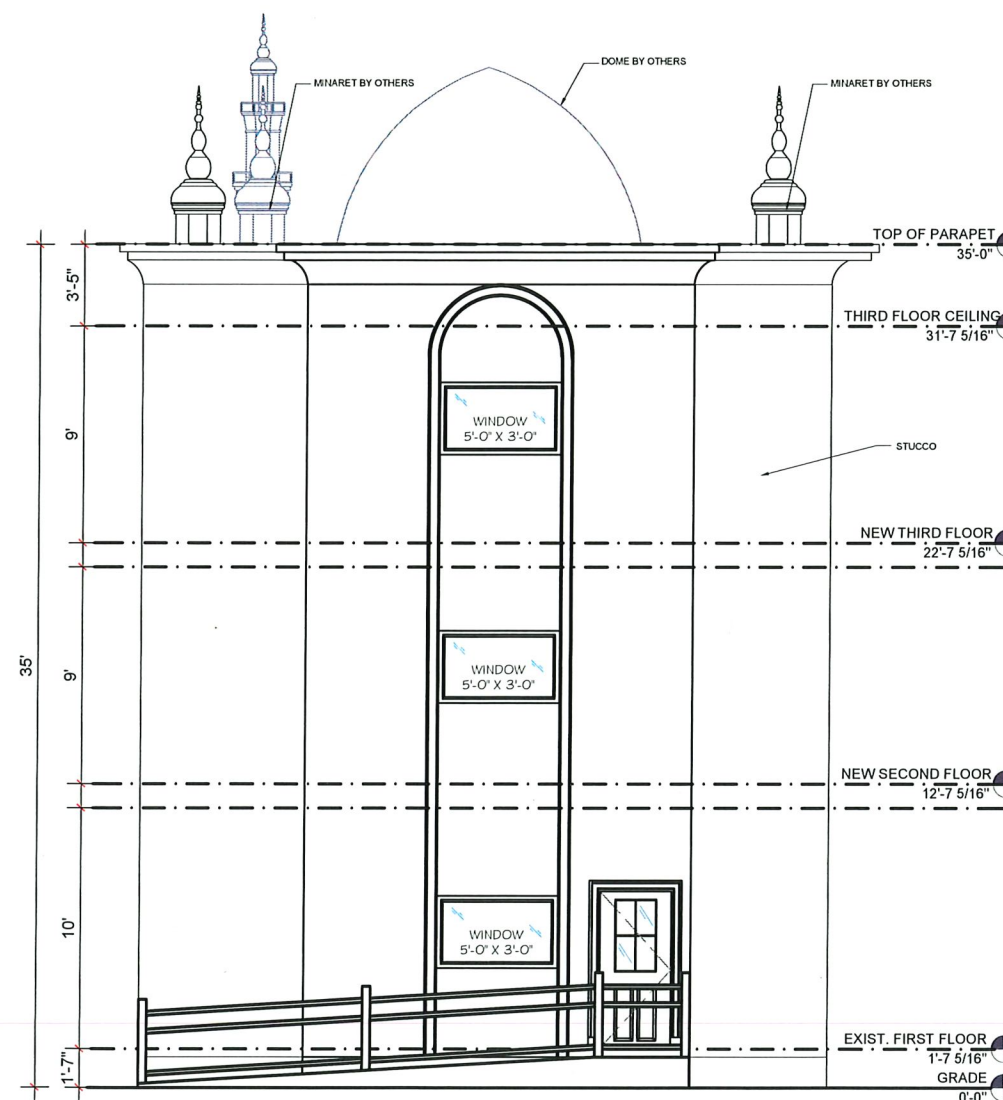 DOME BY OTHERS
MINARET BY OTHERS
MINARET BY OTHERS
TOP OF PARAPET
35'-0"
3'-5"
THIRD FLOOR CEILING
31'-7 5/16"
WINDOW
5'-0" X 3'-0"
9'
STUCCO
NEW THIRD FLOOR
22'-7 5/16"
35'
9'
WINDOW
5'-0" X 3'-0"
NEW SECOND FLOOR
12'-7 5/16"
10'
WINDOW
5'-0" X 3'-0"
EXIST. FIRST FLOOR
1'-7 5/16"
1'-7"
GRADE
0'-0"